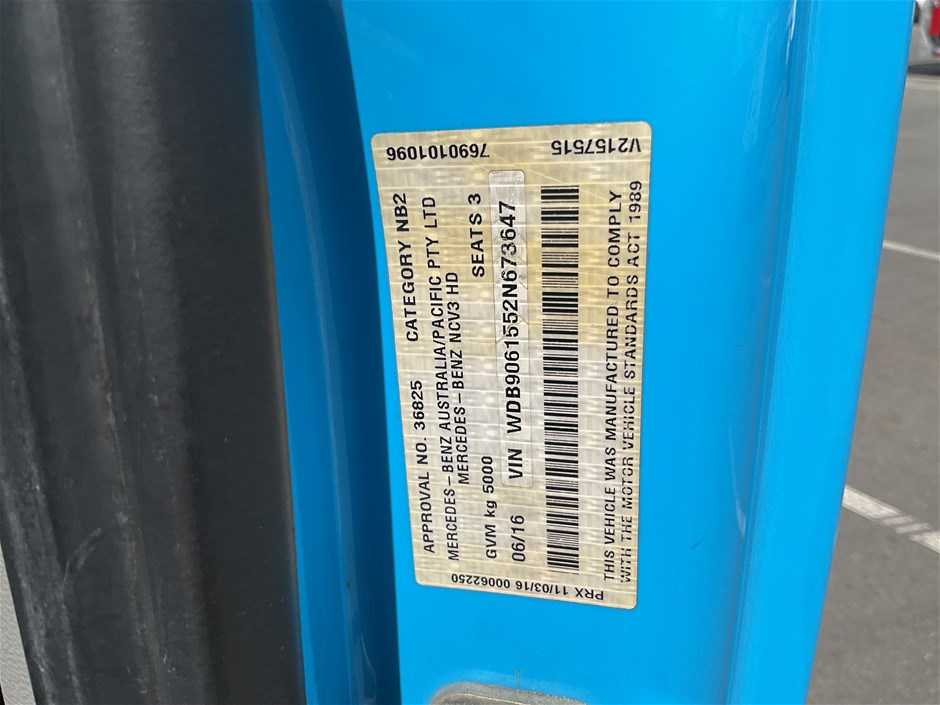 APPROVAL NO. 36825 CATEGORY NB2
MERCEDES-BENZ AUSTRALIA/PACIFIC PTY LTD
MERCEDES-BENZ NCV3 HD
GVM kg 5000 SEATS 3
06/16 VIN WDB9061552N673647
THIS VEHICLE WAS MANUFACTURED TO COMPLY
WITH THE MOTOR VEHICLE STANDARDS ACT 1989
7690101096 V2157515
PRX 11/03/16 00062250